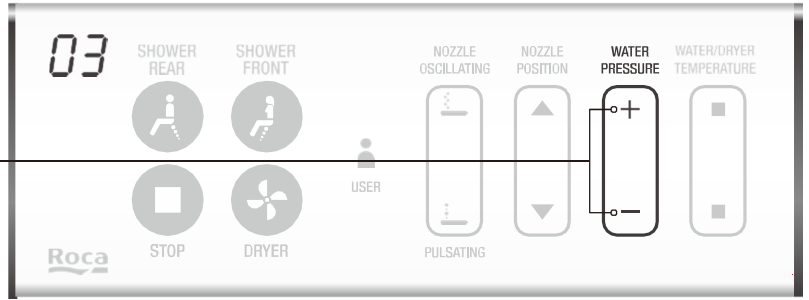 03
SHOWER
REAR
SHOWER
FRONT
NOZZLE
OSCILLATING
NOZZLE
POSITION
WATER
PRESSURE
WATER/DRYER
TEMPERATURE
+
USER
−
STOP
DRYER
PULSATING
Roca